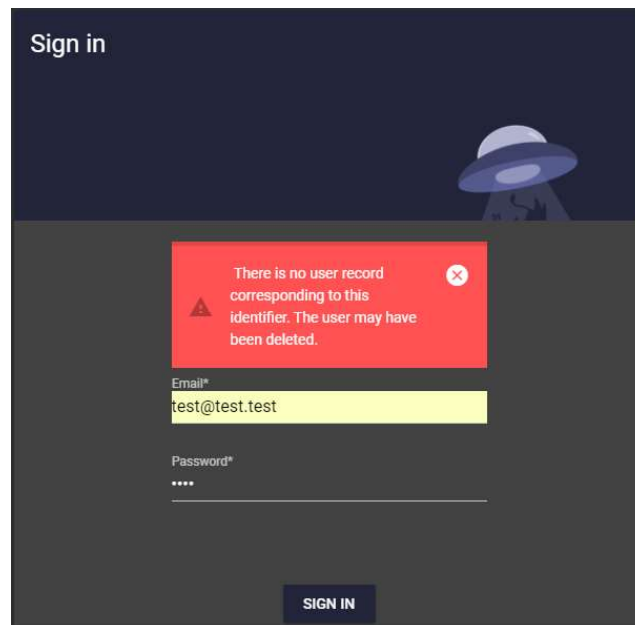 Sign in
There is no user record
corresponding to this
identifier. The user may have
been deleted.
Email*
test@test.test
Password*
••••
SIGN IN